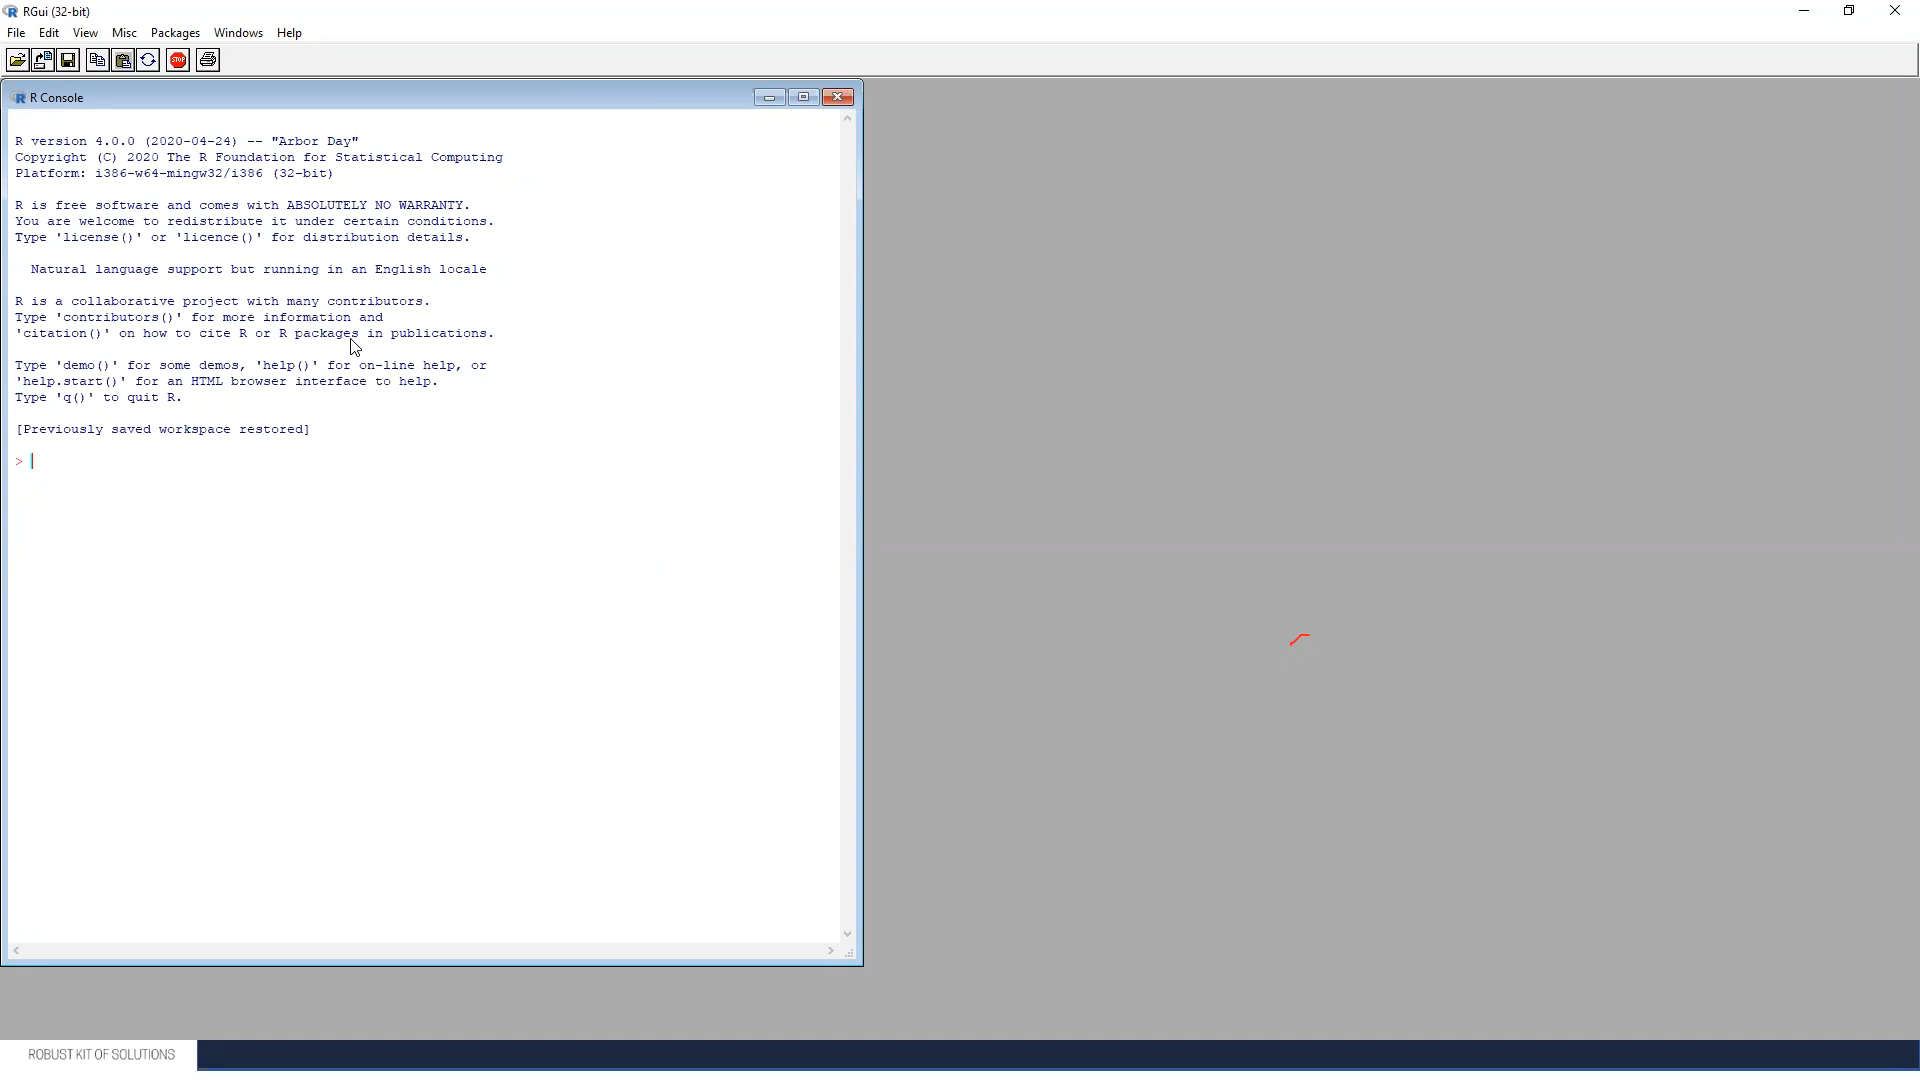 RGui (32-bit)
File Edit View Misc Packages Windows Help
STOP
R Console
R version 4.0.0 (2020-04-24) -- "Arbor Day"
Copyright (C) 2020 The R Foundation for Statistical Computing
Platform: i386-w64-mingw32/i386 (32-bit)
R is free software and comes with ABSOLUTELY NO WARRANTY.
You are welcome to redistribute it under certain conditions.
Type 'license()' or 'licence()' for distribution details.
Natural language support but running in an English locale
R is a collaborative project with many contributors.
Type 'contributors()' for more information and
'citation()' on how to cite R or R packages in publications.
Type 'demo()' for some demos, 'help()' for on-line help, or
'help.start()' for an HTML browser interface to help.
Type 'q()' to quit R.
[Previously saved workspace restored]
>
ROBUST KIT OF SOLUTIONS